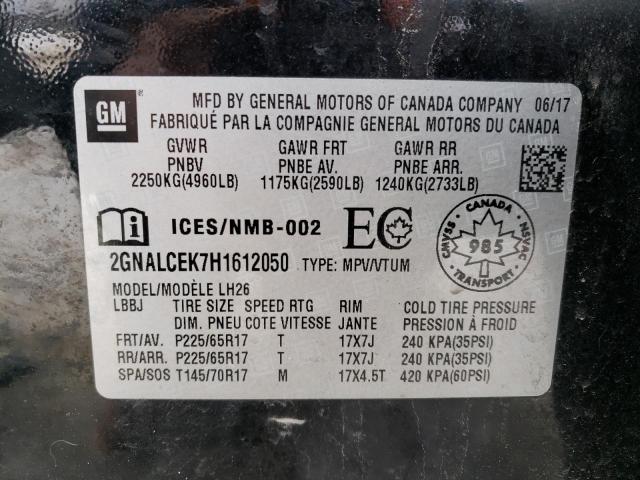 GM
MFD BY GENERAL MOTORS OF CANADA COMPANY 06/17
FABRIQUÉ PAR LA COMPAGNIE GENERAL MOTORS DU CANADA
GVWR GAWR FRT GAWR RR
PNBV PNBE AV. PNBE ARR.
2250KG(4960LB) 1175KG(2590LB) 1240KG(2733LB)
ICES/NMB-002 EC
2GNALCEK7H1612050 TYPE: MPV/VTUM
CANADA
CMVSS 985 NSVAC
TRANSPORT
MODEL/MODÈLE LH26
LBBJ TIRE SIZE SPEED RTG RIM COLD TIRE PRESSURE
DIM. PNEU COTE VITESSE JANTE PRESSION À FROID
FRT/AV. P225/65R17 T 17X7J 240 KPA(35PSI)
RR/ARR. P225/65R17 T 17X7J 240 KPA(35PSI)
SPA/SOS T145/70R17 M 17X4.5T 420 KPA(60PSI)